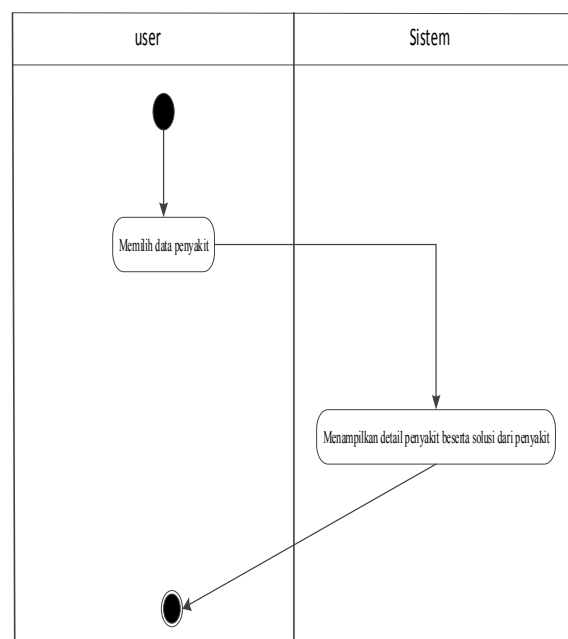 user
Sistem
Memilih data penyakit
Menampilkan detail penyakit beserta solusi dari penyakit